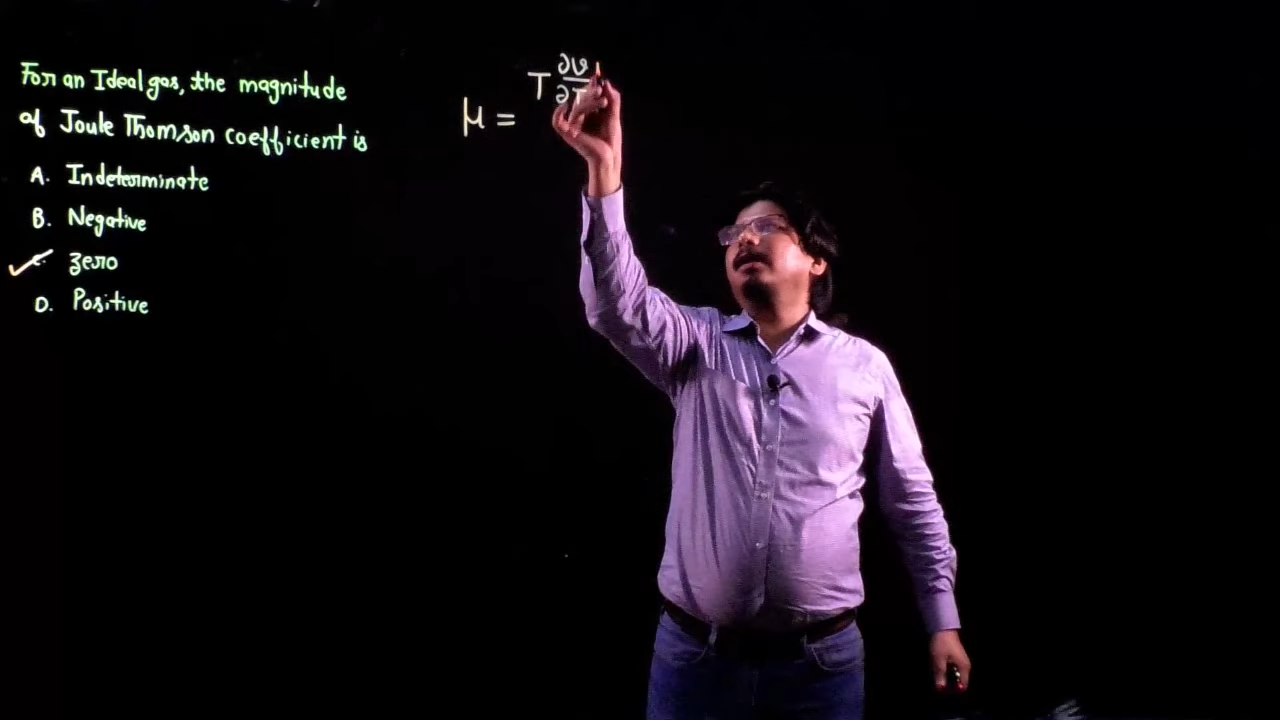 For an Ideal gas, the magnitude
of Joule Thomson coefficient is
A. Indeterminate
B. Negative
C. Zero
D. Positive
μ = T ∂v/∂T